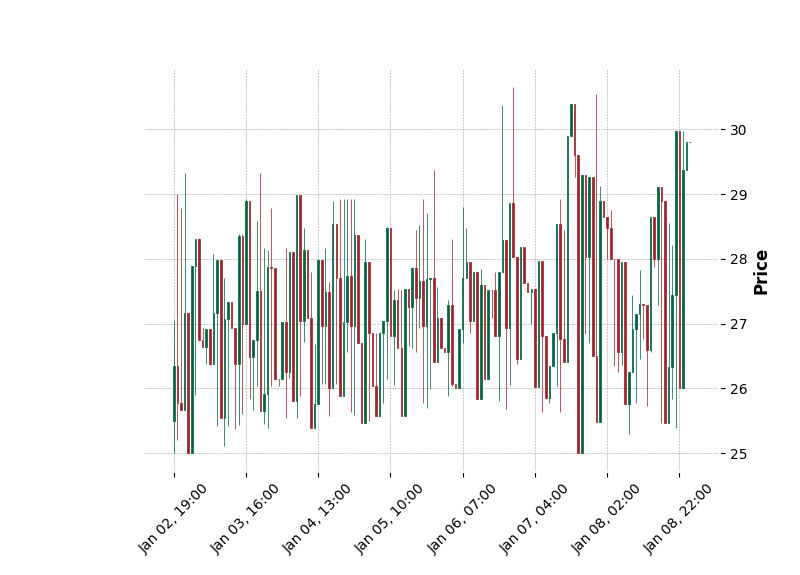 30
29
28
27
26
25
Price
Jan 02, 19:00
Jan 03, 16:00
Jan 04, 13:00
Jan 05, 10:00
Jan 06, 07:00
Jan 07, 04:00
Jan 08, 02:00
Jan 08, 22:00